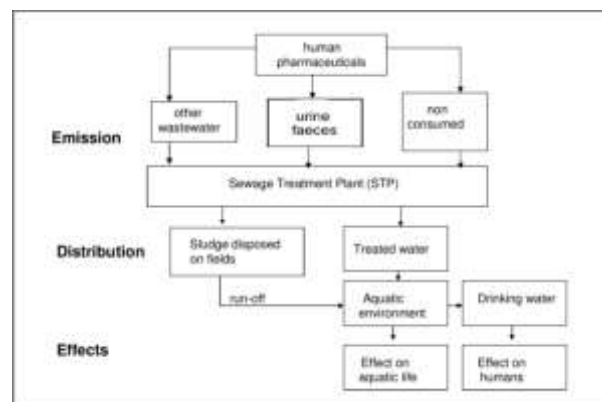 human
pharmaceuticals
other
wastewater
urine
faeces
non
consumed
Emission
Sewage Treatment Plant (STP)
Distribution
Sludge disposed
on fields
Treated water
run-off
Aquatic
environment
Drinking water
Effects
Effect on
aquatic life
Effect on
humans